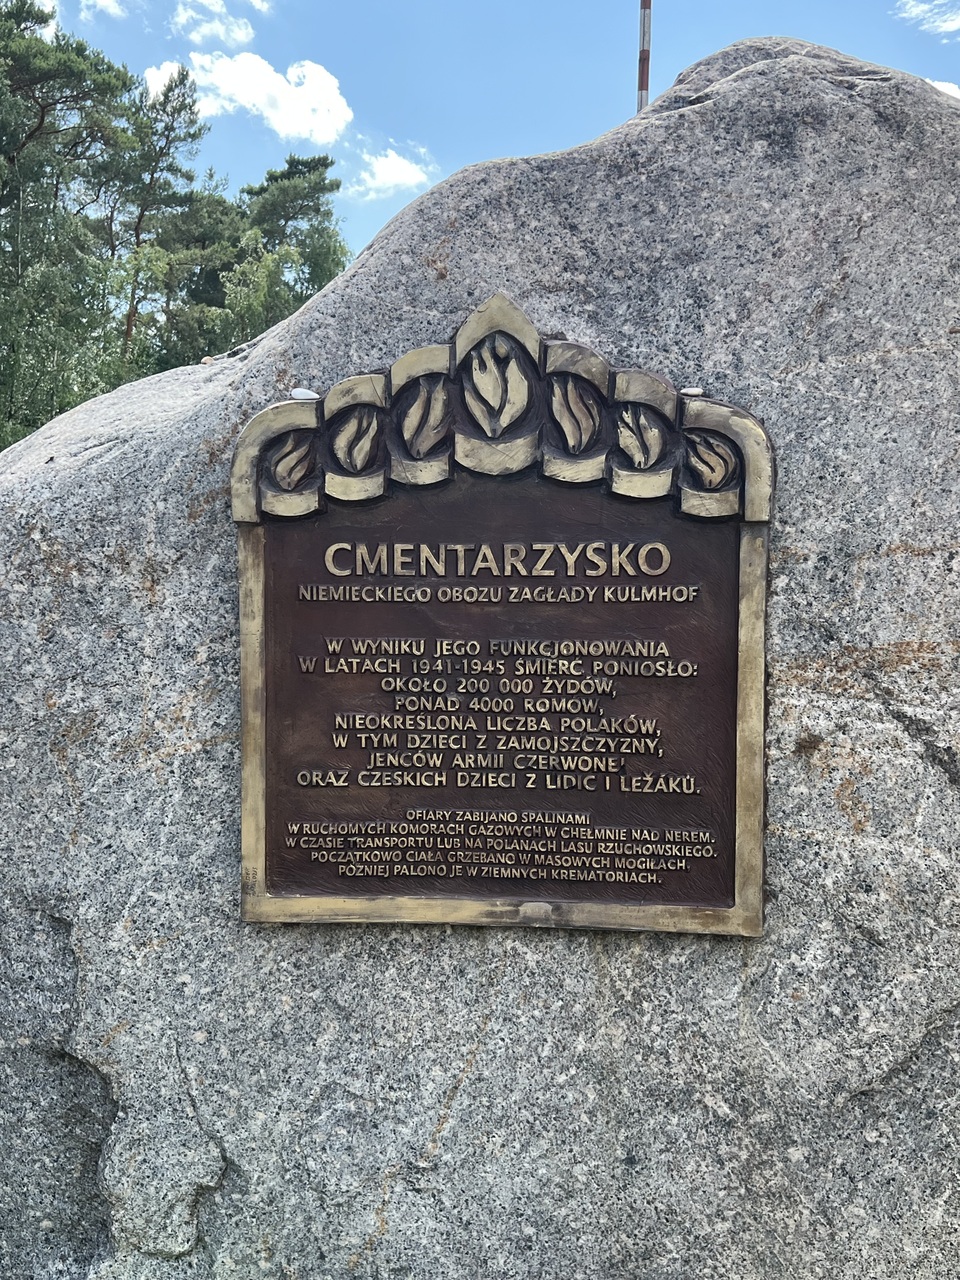 CMENTARZYSKO
NIEMIECKIEGO OBOZU ZAGŁADY KULMHOF
W WYNIKU JEGO FUNKCJONOWANIA
W LATACH 1941-1945 ŚMIERĆ PONIOSŁO:
OKOŁO 200 000 ŻYDÓW,
PONAD 4000 ROMÓW,
NIEOKREŚLONA LICZBA POLAKÓW,
W TYM DZIECI Z ZAMOJSZCZYZNY,
JEŃCÓW ARMII CZERWONEJ
ORAZ CZESKICH DZIECI Z LIDIC I LEŽÁKŮ.
OFIARY ZABIJANO SPALINAMI
W RUCHOMYCH KOMORACH GAZOWYCH W CHEŁMNIE NAD NEREM,
W CZASIE TRANSPORTU LUB NA POLANACH LASU RZUCHOWSKIEGO.
POCZĄTKOWO CIAŁA GRZEBANO W MASOWYCH MOGIŁACH,
PÓŹNIEJ PALONO JE W ZIEMNYCH KREMATORIACH.